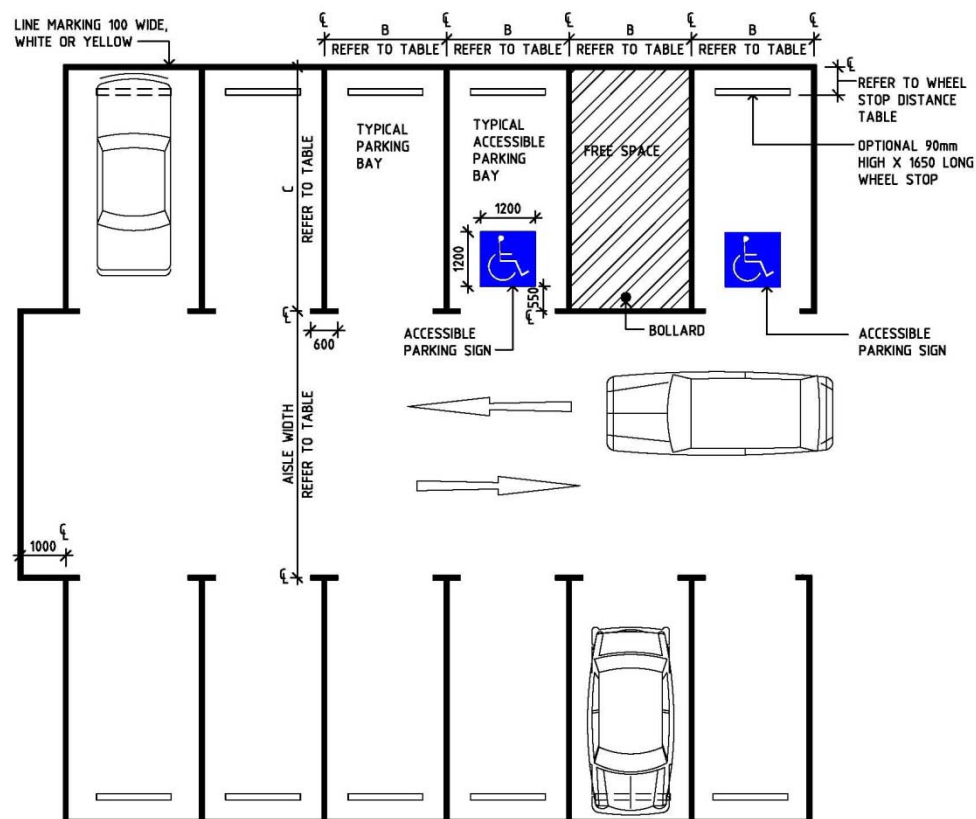 LINE MARKING 100 WIDE,
WHITE OR YELLOW
℄ ℄ ℄ ℄ ℄
B B B B
REFER TO TABLE REFER TO TABLE REFER TO TABLE REFER TO TABLE
℄
REFER TO WHEEL
STOP DISTANCE
TABLE
OPTIONAL 90mm
HIGH X 1650 LONG
WHEEL STOP
C
REFER TO TABLE
TYPICAL
PARKING
BAY
TYPICAL
ACCESSIBLE
PARKING
BAY
FREE SPACE
1200
1200
550
℄
℄
600
ACCESSIBLE
PARKING SIGN
BOLLARD
ACCESSIBLE
PARKING SIGN
AISLE WIDTH
REFER TO TABLE
℄
1000
℄